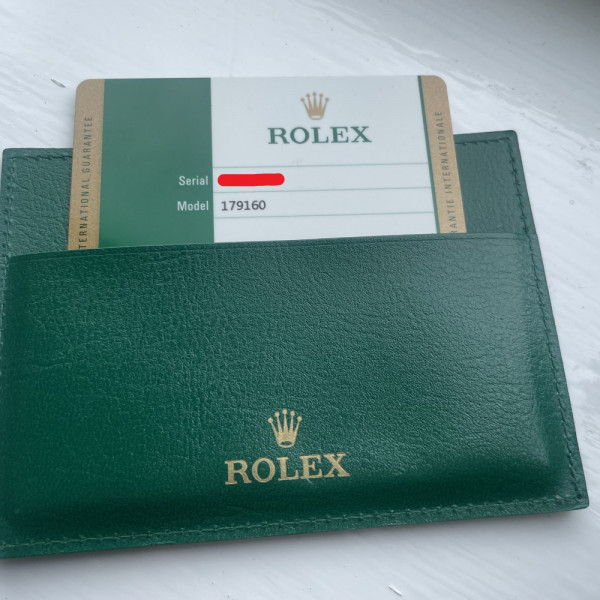 INTERNATIONAL GUARANTEE
ROLEX
Serial
Model 179160
GARANTIE INTERNATIONALE
ROLEX